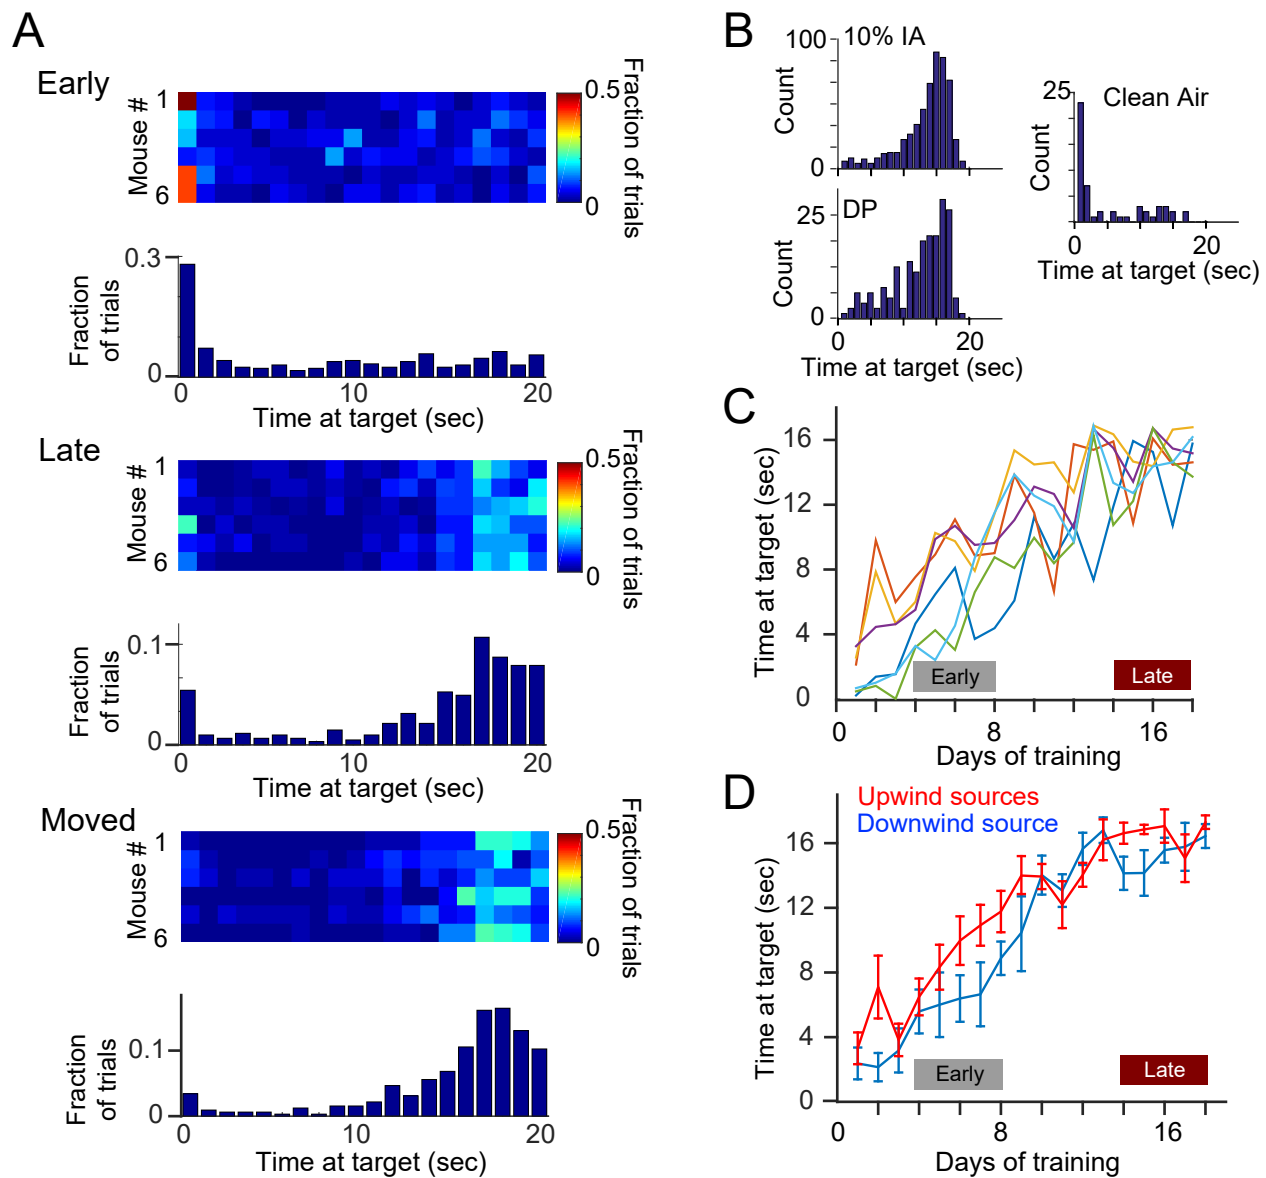 A
Early
Mouse #
1
6
0.5
0
Fraction of trials
0.3
0
Fraction
of trials
0
10
20
Time at target (sec)
Late
Mouse #
1
6
0.5
0
Fraction of trials
0.1
0
Fraction
of trials
0
10
20
Time at target (sec)
Moved
Mouse #
1
6
0.5
0
Fraction of trials
0.1
0
Fraction
of trials
0
10
20
Time at target (sec)
B
10% IA
100
0
Count
DP
25
0
Count
0
20
Time at target (sec)
Clean Air
25
Count
0
20
Time at target (sec)
C
16
12
8
4
0
Time at target (sec)
Early
Late
0
8
16
Days of training
D
Upwind sources
Downwind source
16
12
8
4
0
Time at target (sec)
Early
Late
0
8
16
Days of training